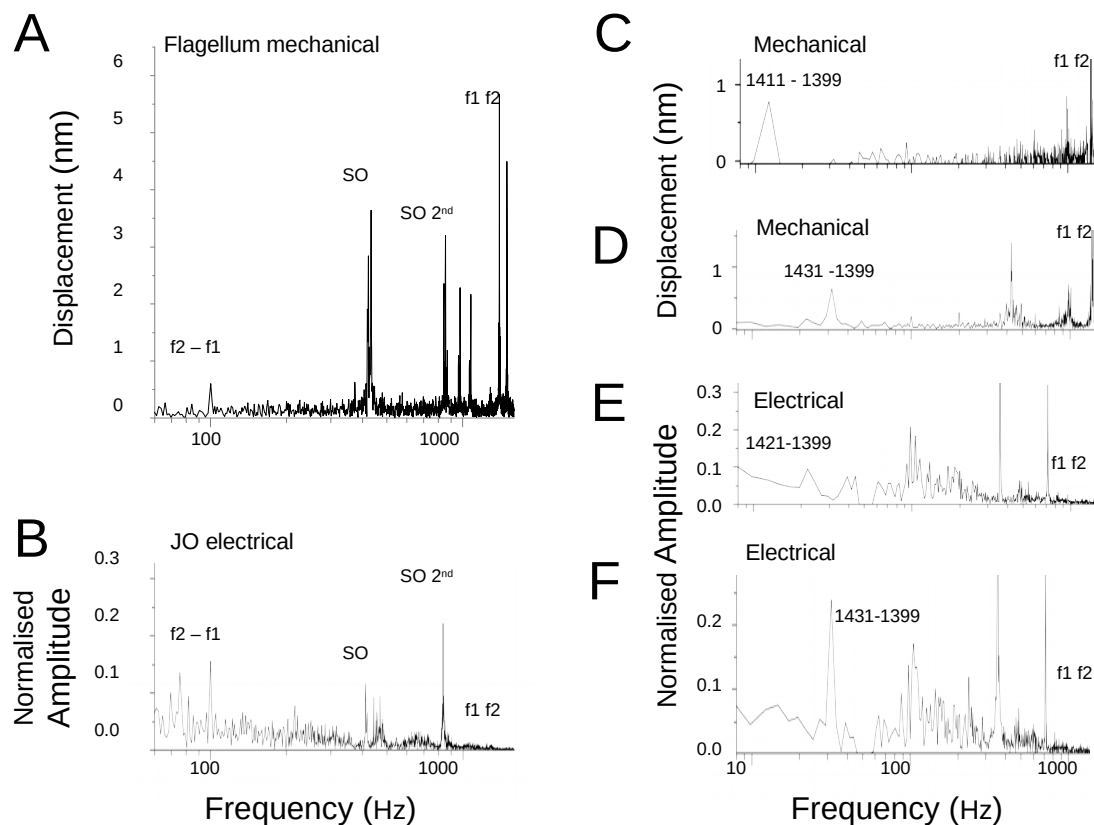 A
Flagellum mechanical
Displacement (nm)
6
5
4
3
2
1
0
f1 f2
SO
SO 2nd
f2 – f1
100
1000
B
JO electrical
Normalised
Amplitude
0.3
0.2
0.1
0.0
SO 2nd
f2 – f1
SO
f1 f2
100
1000
Frequency (Hz)
C
Mechanical
f1 f2
1411 - 1399
Displacement (nm)
1
0
D
Mechanical
f1 f2
1431 -1399
1
0
E
Electrical
1421-1399
f1 f2
Normalised Amplitude
0.3
0.2
0.1
0.0
F
Electrical
1431-1399
f1 f2
0.2
0.1
0.0
10
100
1000
Frequency (Hz)